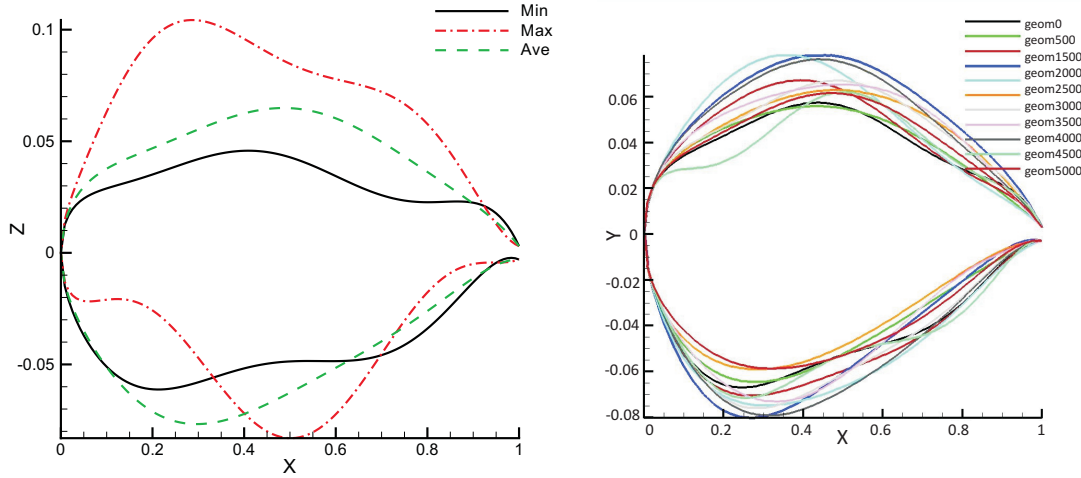 Min
Max
Ave
0.1
0.05
0
-0.05
Z
0 0.2 0.4 0.6 0.8 1
X
geom0
geom500
geom1500
geom2000
geom2500
geom3000
geom3500
geom4000
geom4500
geom5000
0.06
0.04
0.02
0
-0.02
-0.04
-0.06
-0.08
Y
0 0.2 0.4 0.6 0.8 1
X